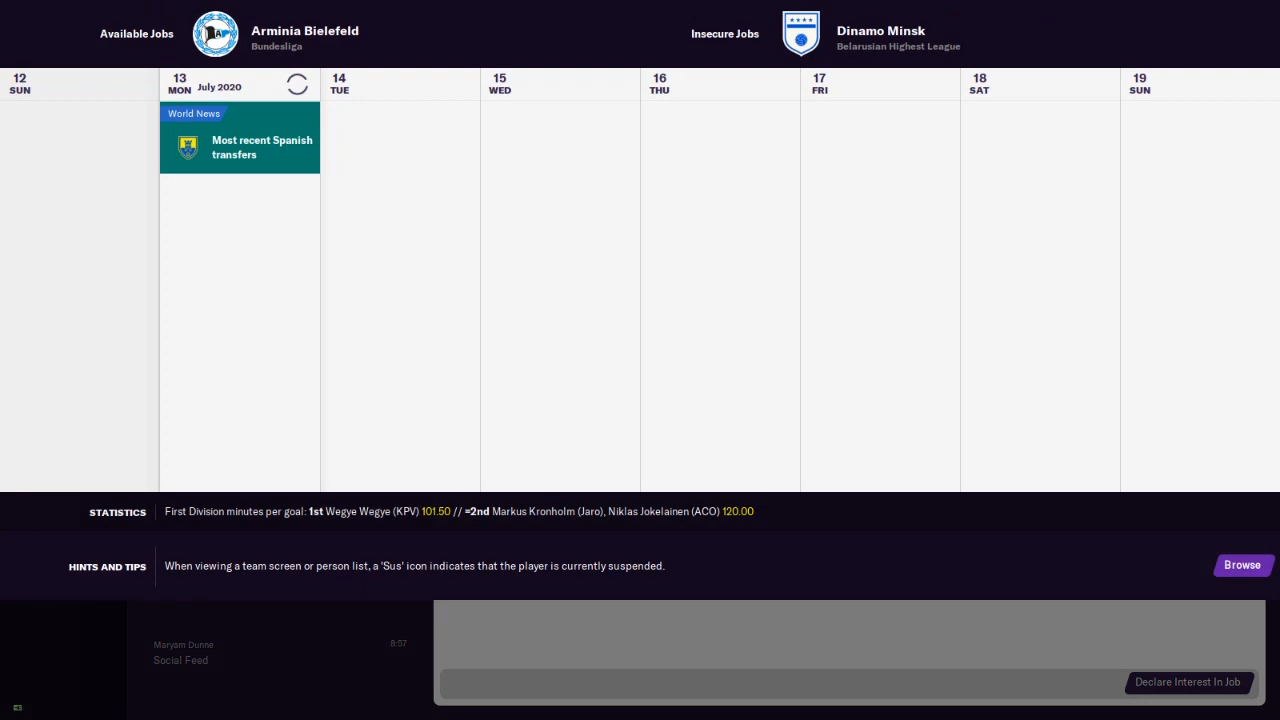 Available Jobs
Arminia Bielefeld
Bundesliga
Insecure Jobs
Dinamo Minsk
Belarusian Highest League
12
SUN
13
MON July 2020
14
TUE
15
WED
16
THU
17
FRI
18
SAT
19
SUN
World News
Most recent Spanish
transfers
STATISTICS
First Division minutes per goal: 1st Wegye Wegye (KPV) 101.50 // =2nd Markus Kronholm (Jaro), Niklas Jokelainen (ACO) 120.00
HINTS AND TIPS
When viewing a team screen or person list, a 'Sus' icon indicates that the player is currently suspended.
Browse
Maryam Dunne
8:57
Social Feed
Declare Interest In Job